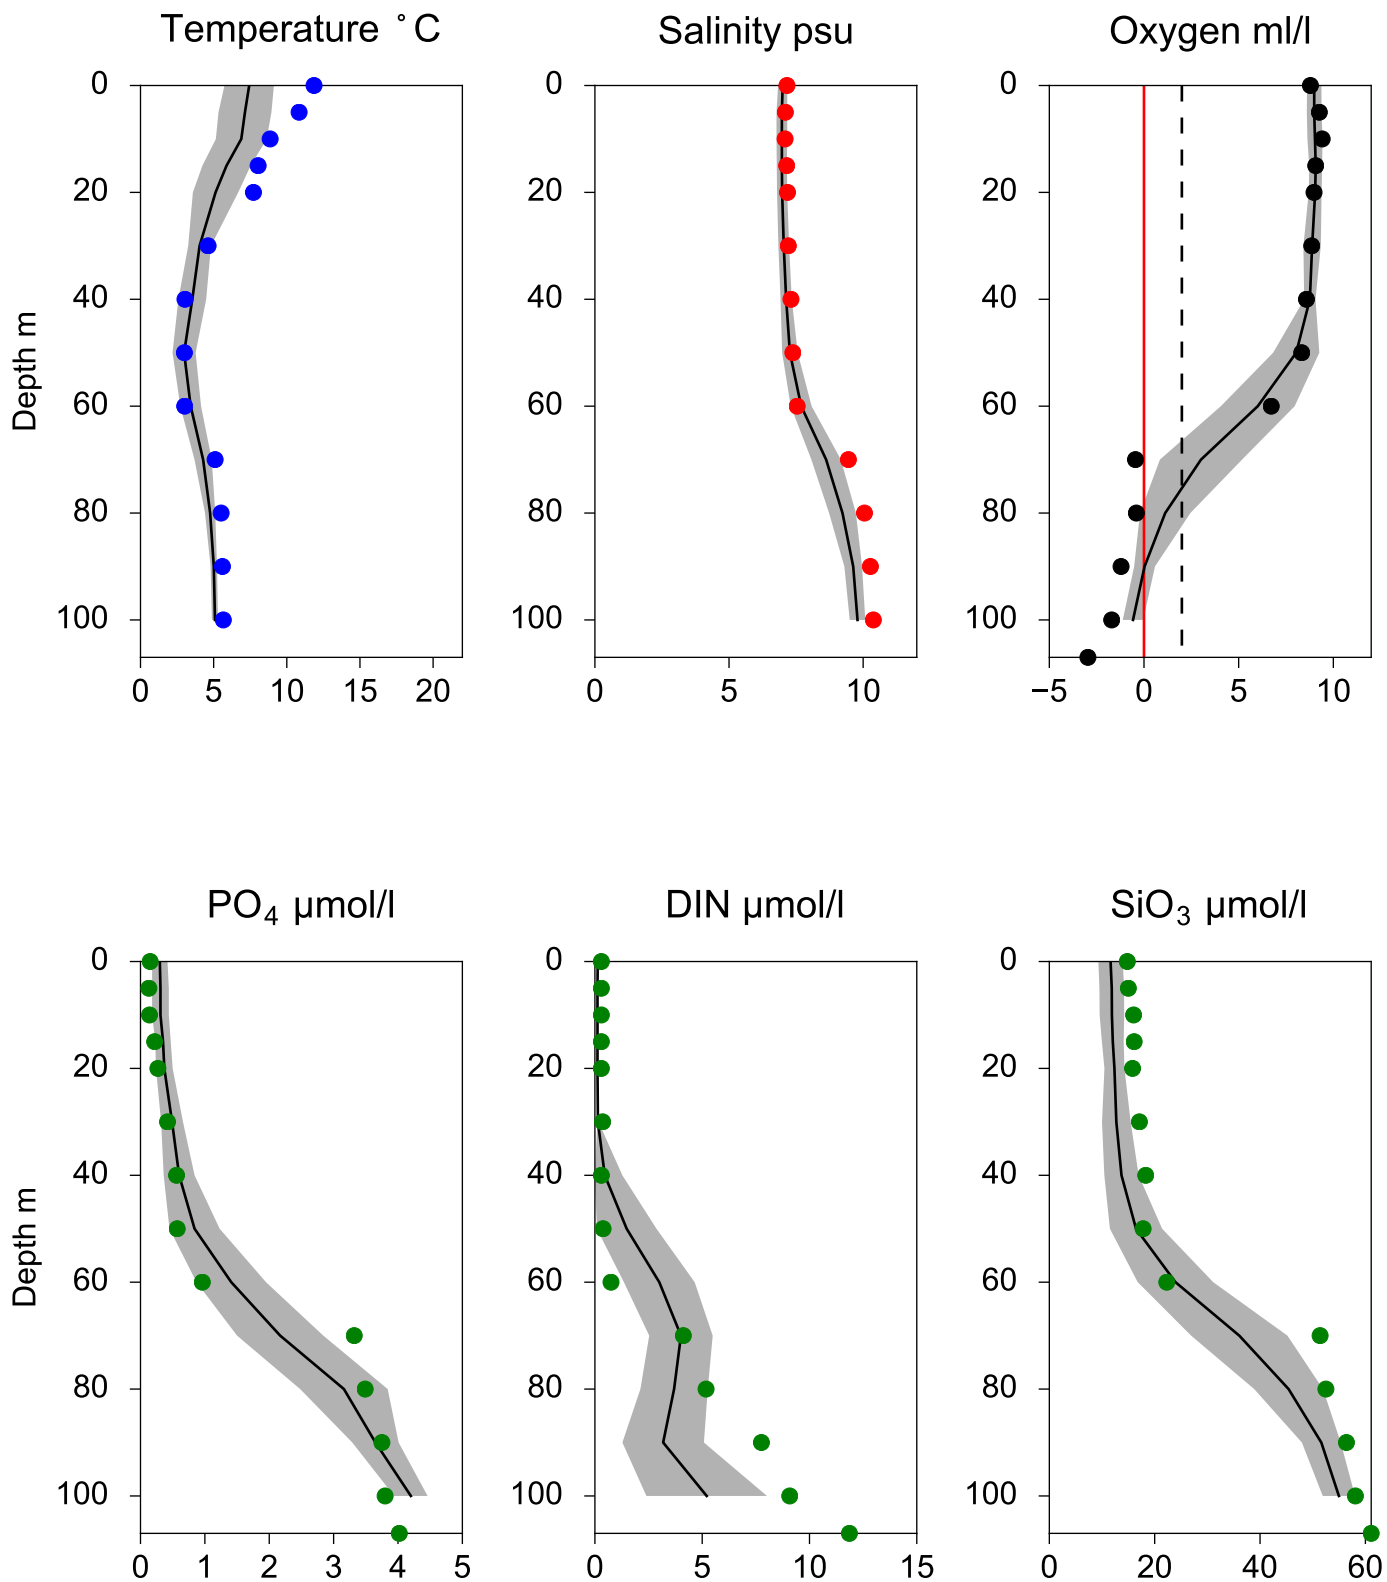 Temperature °C
Salinity psu
Oxygen ml/l
Depth m
0
20
40
60
80
100
0 5 10 15 20
0
20
40
60
80
100
0 5 10
0
20
40
60
80
100
−5 0 5 10
PO4 µmol/l
DIN µmol/l
SiO3 µmol/l
Depth m
0
20
40
60
80
100
0 1 2 3 4 5
0
20
40
60
80
100
0 5 10 15
0
20
40
60
80
100
0 20 40 60